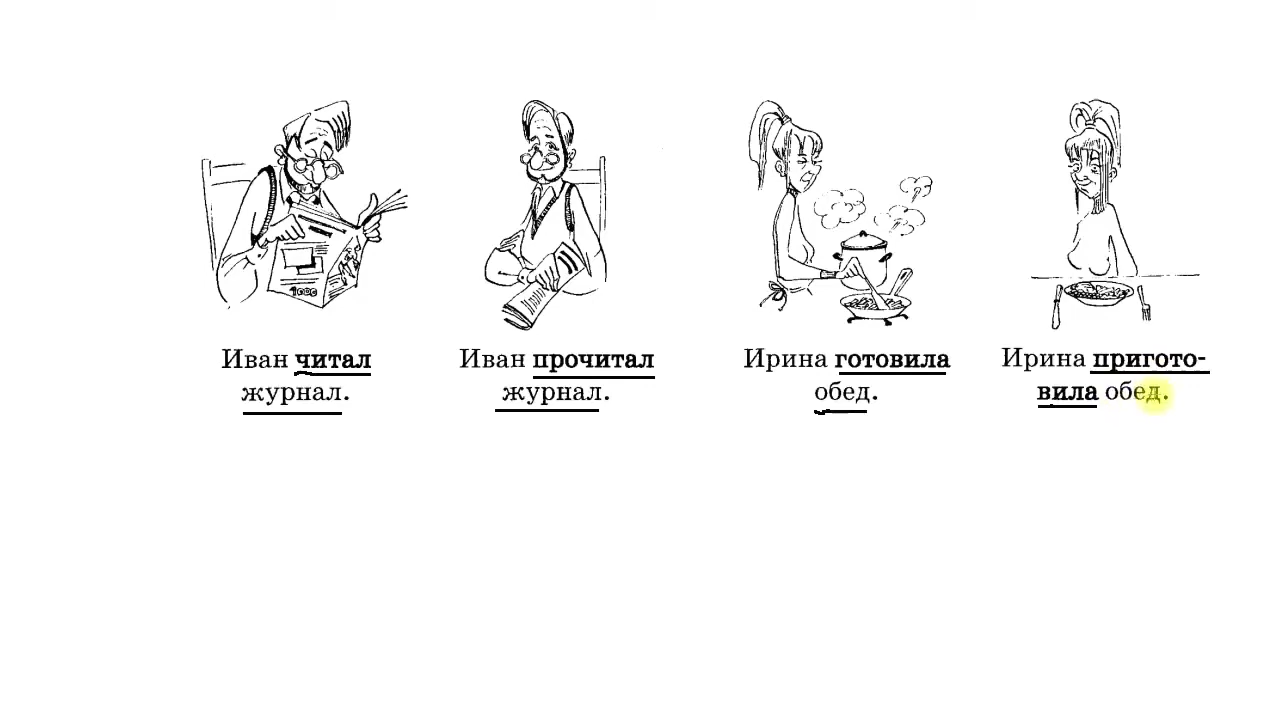 Иван читал
журнал.
Иван прочитал
журнал.
Ирина готовила
обед.
Ирина пригото-
вила обед.